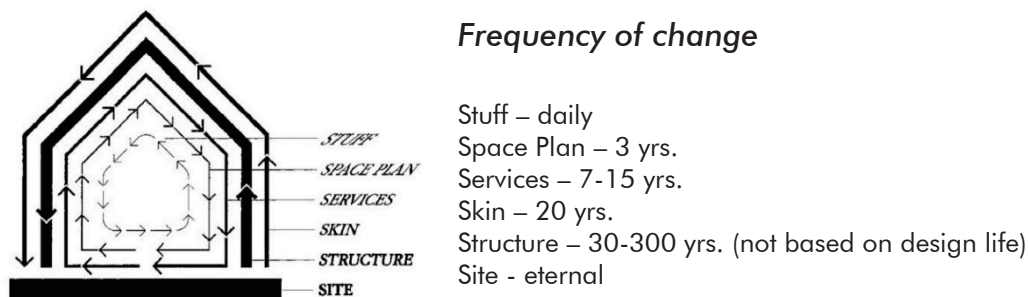 Frequency of change
STUFF
SPACE PLAN
SERVICES
SKIN
STRUCTURE
SITE
Stuff – daily
Space Plan – 3 yrs.
Services – 7-15 yrs.
Skin – 20 yrs.
Structure – 30-300 yrs. (not based on design life)
Site - eternal